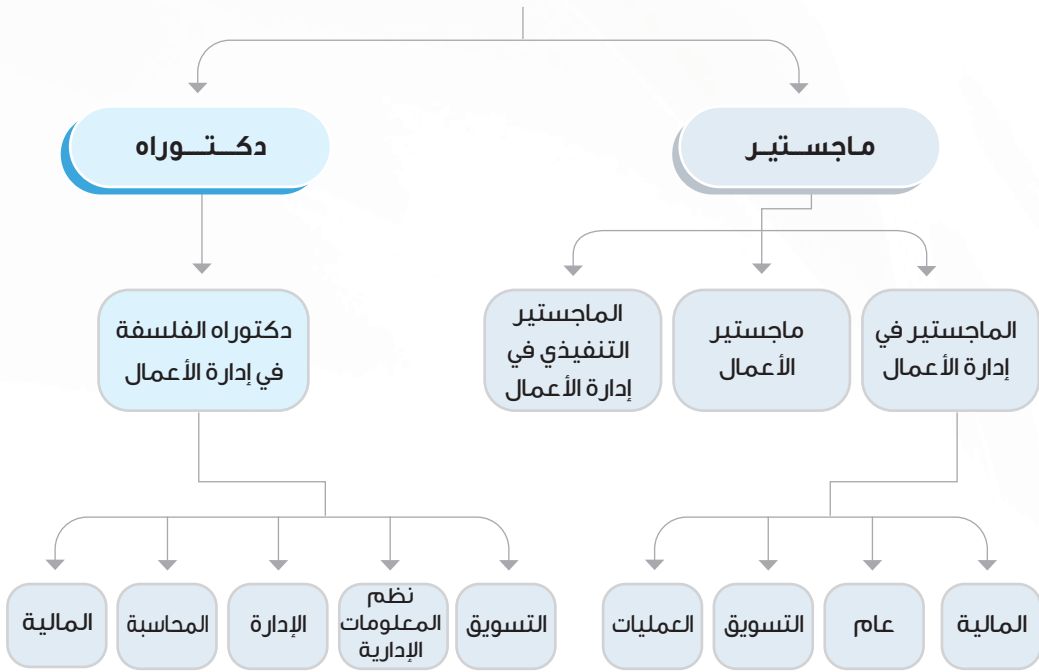 ماجستير
دكتوراه
الماجستير في
إدارة الأعمال
ماجستير
الأعمال
الماجستير
التنفيذي في
إدارة الأعمال
دكتوراه الفلسفة
في إدارة الأعمال
المالية
عام
التسويق
العمليات
التسويق
نظم
المعلومات
الإدارية
الإدارة
المحاسبة
المالية